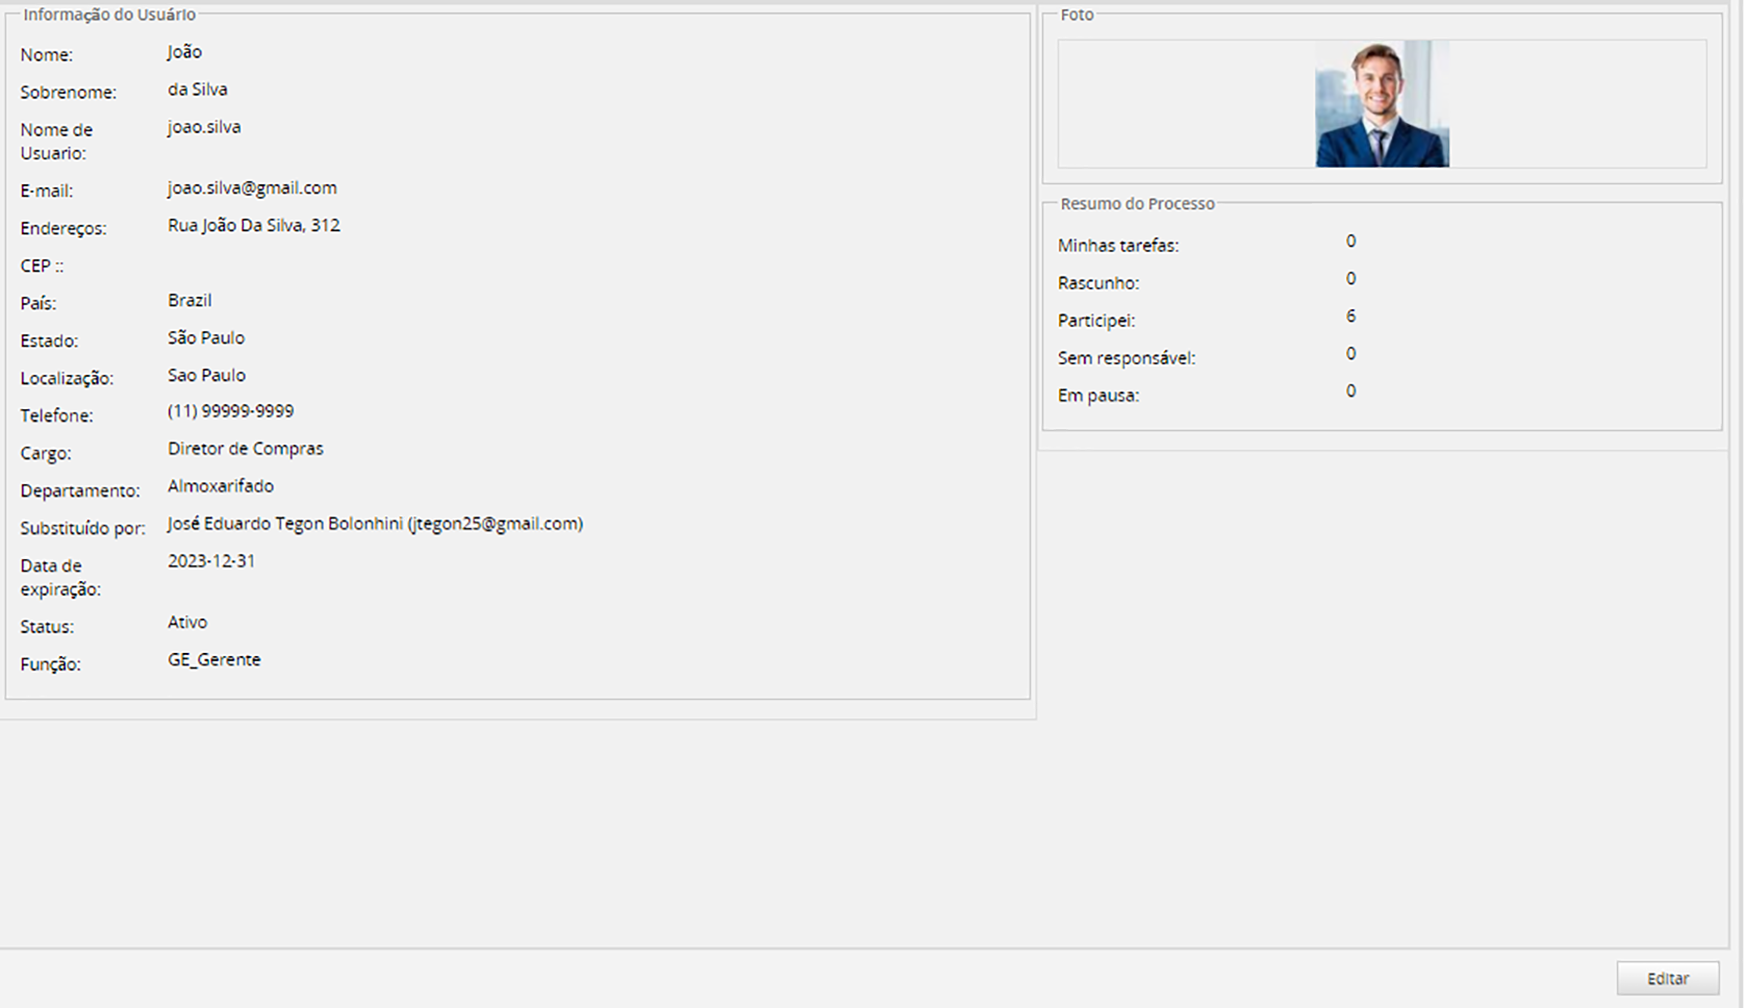 Informação do Usuário
Nome: João
Sobrenome: da Silva
Nome de Usuario: joao.silva
E-mail: joao.silva@gmail.com
Endereços: Rua João Da Silva, 312
CEP ::
País: Brazil
Estado: São Paulo
Localização: Sao Paulo
Telefone: (11) 99999-9999
Cargo: Diretor de Compras
Departamento: Almoxarifado
Substituído por: José Eduardo Tegon Bolonhini (jtegon25@gmail.com)
Data de expiração: 2023-12-31
Status: Ativo
Função: GE_Gerente
Foto
Resumo do Processo
Minhas tarefas: 0
Rascunho: 0
Participei: 6
Sem responsável: 0
Em pausa: 0
Editar